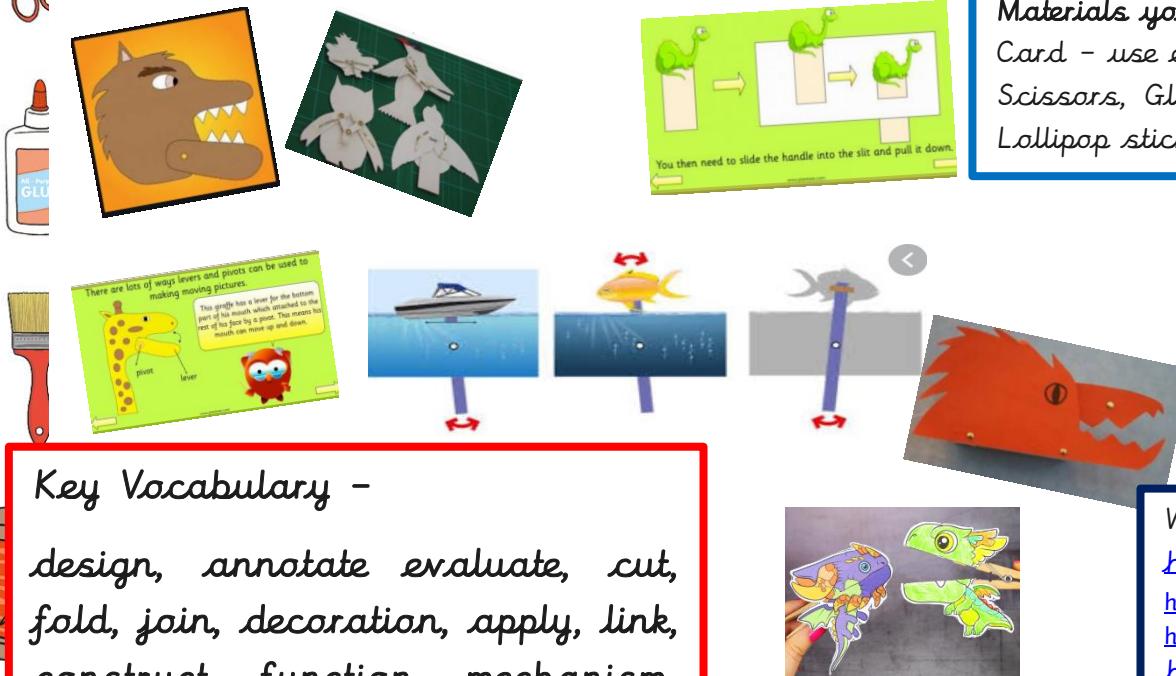 Materials yo
Card - use e
Scissors, Gl
Lollipop stic
You then need to slide the handle into the slit and pull it down.
GLU
There are lots of ways levers and pivots can be used to
making moving pictures.
This giraffe has a lever for the bottom
part of his mouth which attached to the
rest of his face by a pivot. This means his
mouth can move up and down.
pivot
lever
Key Vocabulary -
design, annotate evaluate, cut,
fold, join, decoration, apply, link,
construct function mechanism